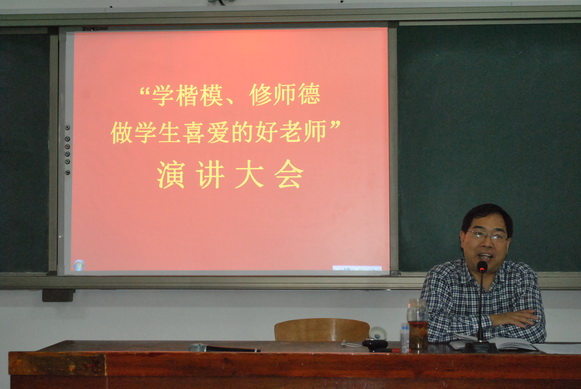 “学楷模、修师德
做学生喜爱的好老师”
演讲大会